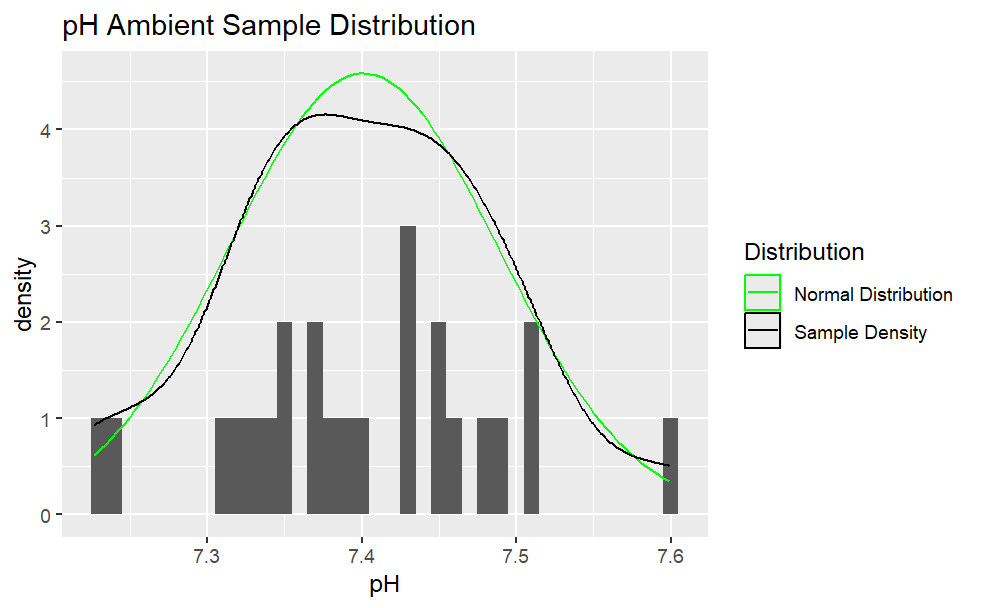 pH Ambient Sample Distribution
4
3
2
1
0
density
7.3 7.4 7.5 7.6
pH
Distribution
Normal Distribution
Sample Density